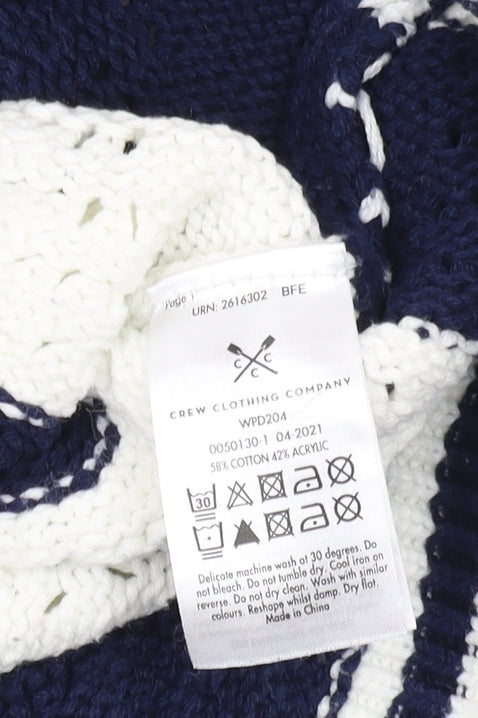 Page 1
URN: 2616302 BFE
C C
C
CREW CLOTHING COMPANY
WPD204
0050130-1 04-2021
58% COTTON 42% ACRYLIC
30
Delicate machine wash at 30 degrees. Do
not bleach. Do not tumble dry. Cool iron on
reverse. Do not dry clean. Wash with similar
colours. Reshape whilst damp. Dry flat.
Made in China